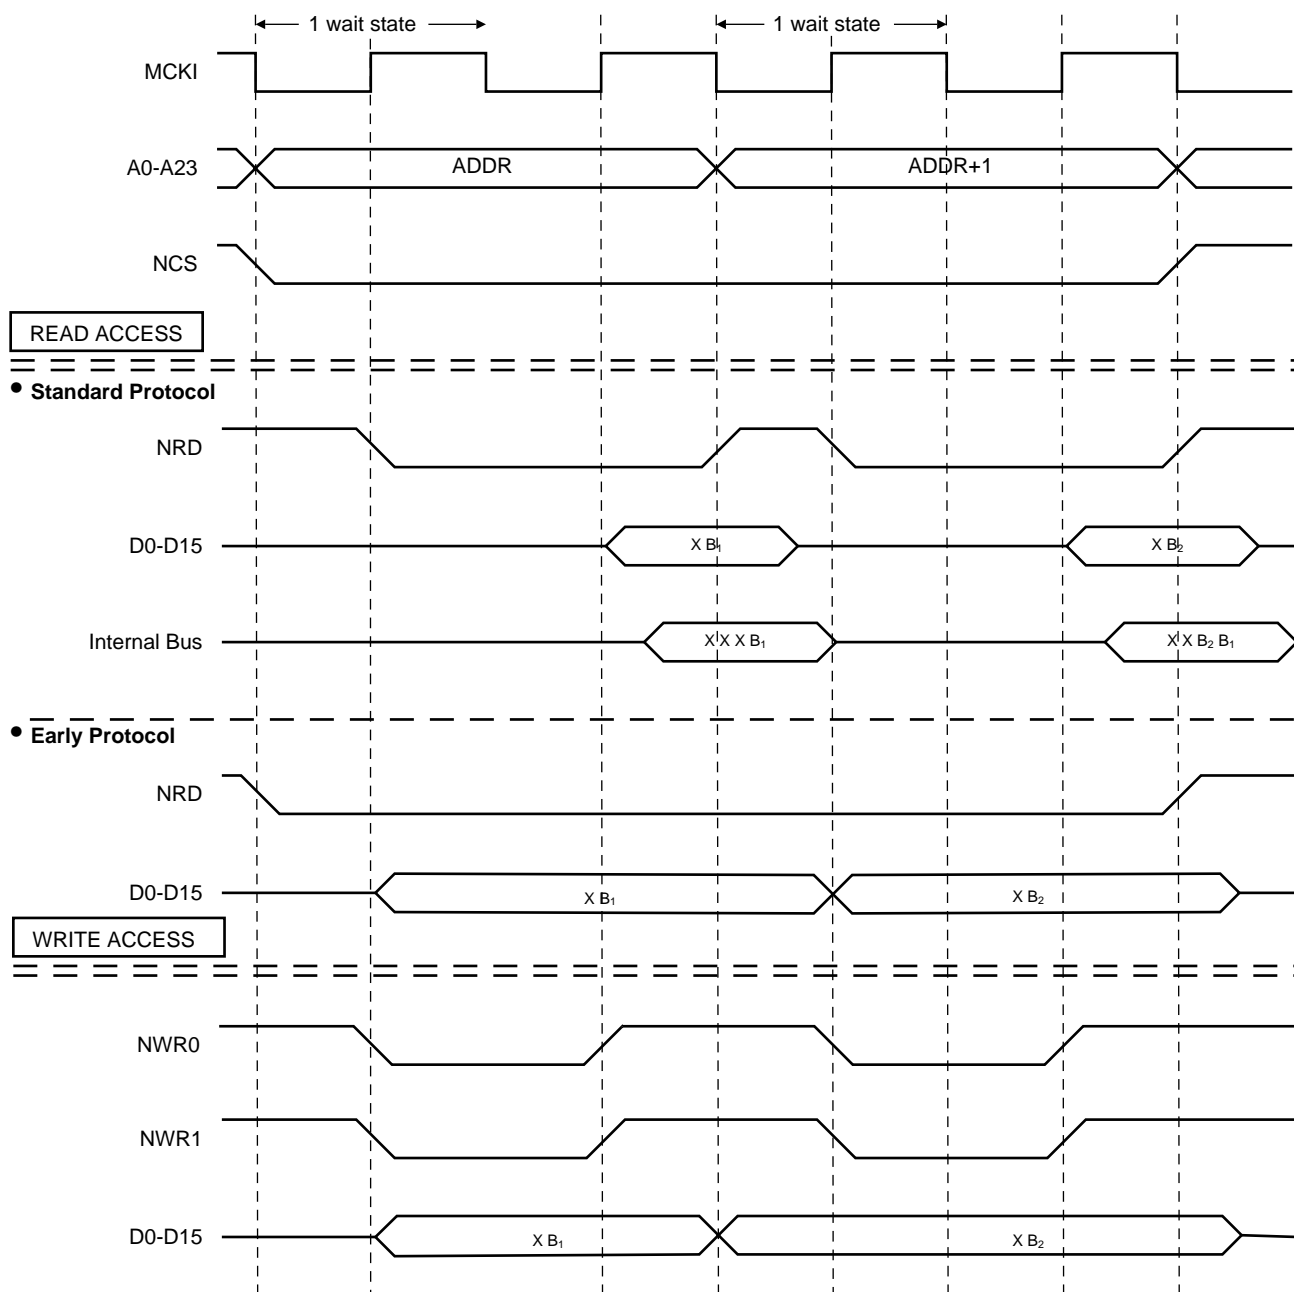 1 wait state 1 wait state
MCKI
A0-A23 ADDR ADDR+1
NCS
READ ACCESS
• Standard Protocol
NRD
D0-D15 X B₁ X B₂
Internal Bus X X X B₁ X X B₂ B₁
• Early Protocol
NRD
D0-D15 X B₁ X B₂
WRITE ACCESS
NWR0
NWR1
D0-D15 X B₁ X B₂